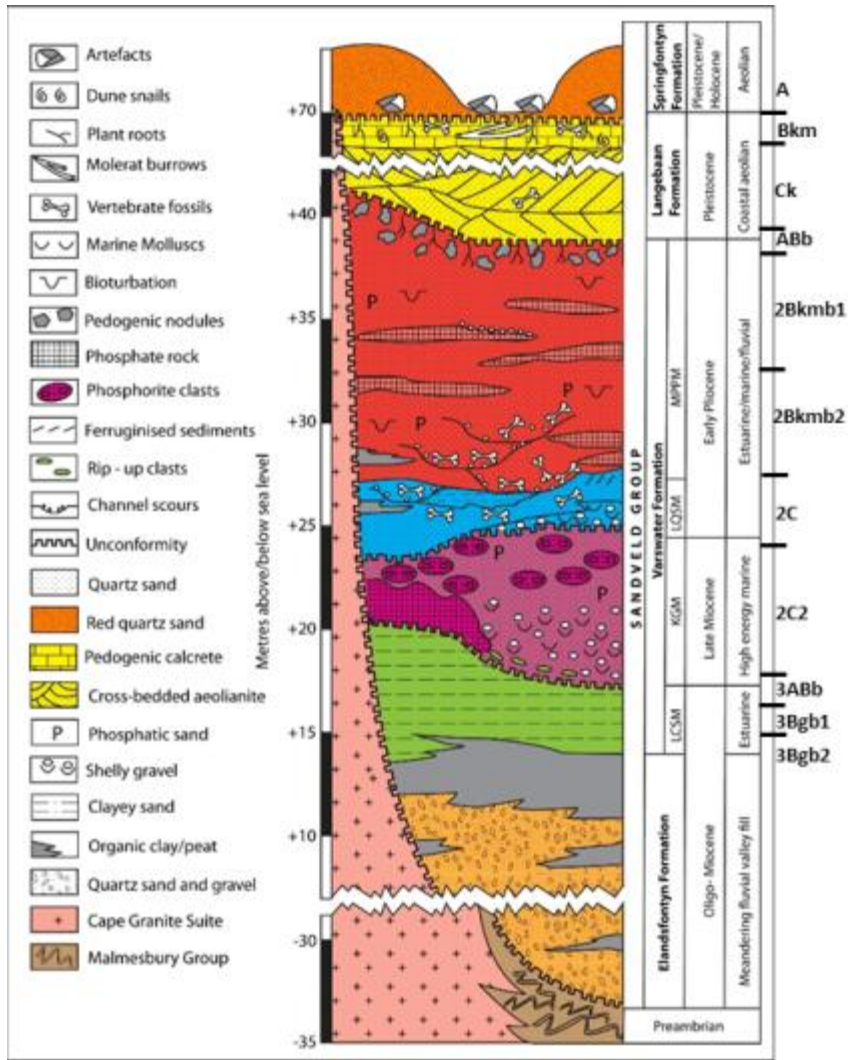 Artefacts
Dune snails
Plant roots
Molerat burrows
Vertebrate fossils
Marine Molluscs
Bioturbation
Pedogenic nodules
Phosphate rock
Phosphorite clasts
Ferruginised sediments
Rip - up clasts
Channel scours
Unconformity
Quartz sand
Red quartz sand
Pedogenic calcrete
Cross-bedded aeolianite
P
Phosphatic sand
Shelly gravel
Clayey sand
Organic clay/peat
Quartz sand and gravel
Cape Granite Suite
Malmesbury Group
Metres above/below sea level
+70
+40
+35
+30
+25
+20
+15
+10
-30
-35
P
P
P
P
P
SANDVELD GROUP
Springfontyn
Formation
Pleistocene/
Holocene
Aeolian
Langebaan
Formation
Pleistocene
Coastal aeolian
Varswater Formation
MPPM
LQSM
Early Pliocene
Estuarine/marine/fluvial
KGM
Late Miocene
High energy marine
LCSM
Estuarine
Elandsfontyn Formation
Oligo- Miocene
Meandering fluvial valley fill
Preambrian
A
Bkm
Ck
ABb
2Bkmb1
2Bkmb2
2C
2C2
3ABb
3Bgb1
3Bgb2